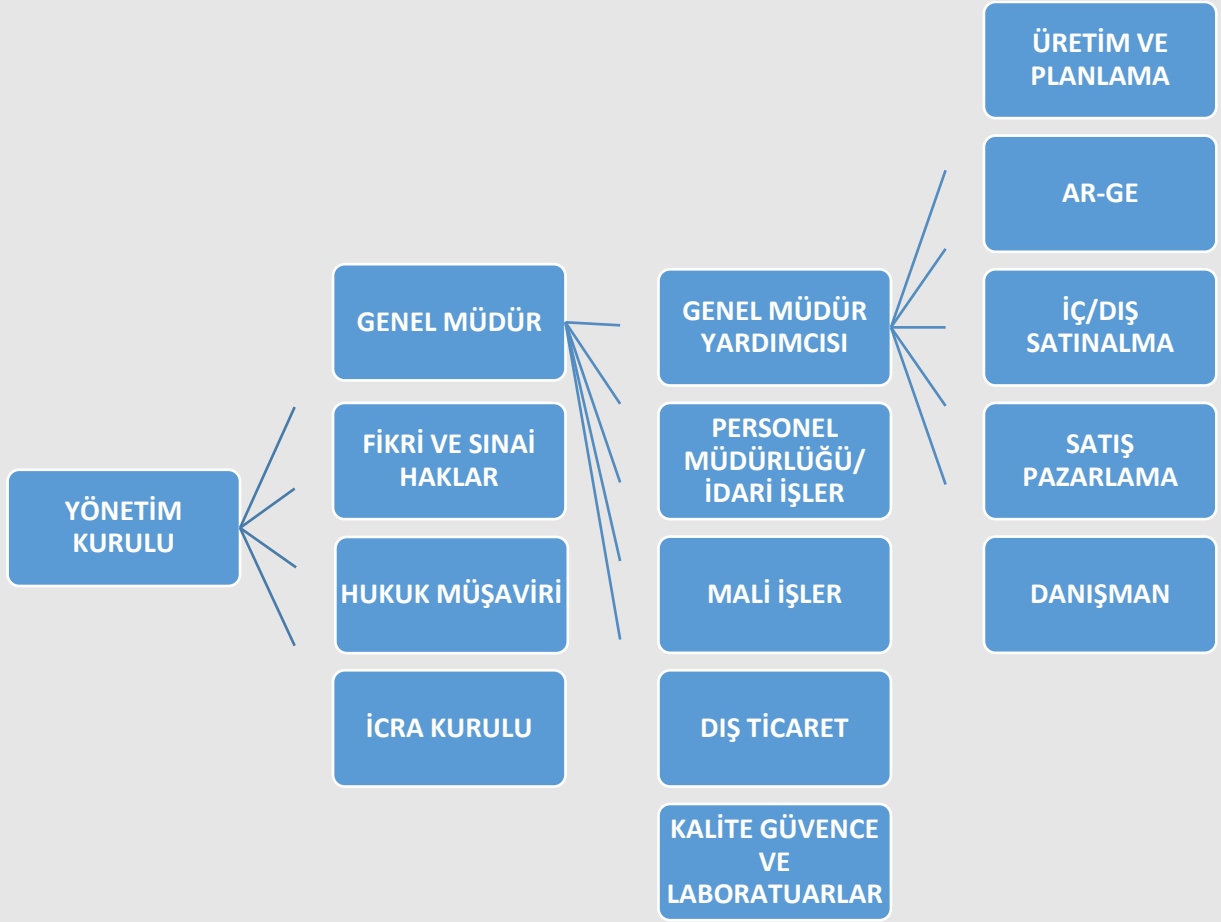 YÖNETİM
KURULU
GENEL MÜDÜR
FİKRİ VE SINAİ
HAKLAR
HUKUK MÜŞAVİRİ
İCRA KURULU
GENEL MÜDÜR
YARDIMCISI
PERSONEL
MÜDÜRLÜĞÜ/
İDARİ İŞLER
MALİ İŞLER
DIŞ TİCARET
KALİTE GÜVENCE
VE
LABORATUARLAR
ÜRETİM VE
PLANLAMA
AR-GE
İÇ/DIŞ
SATINALMA
SATIŞ
PAZARLAMA
DANIŞMAN